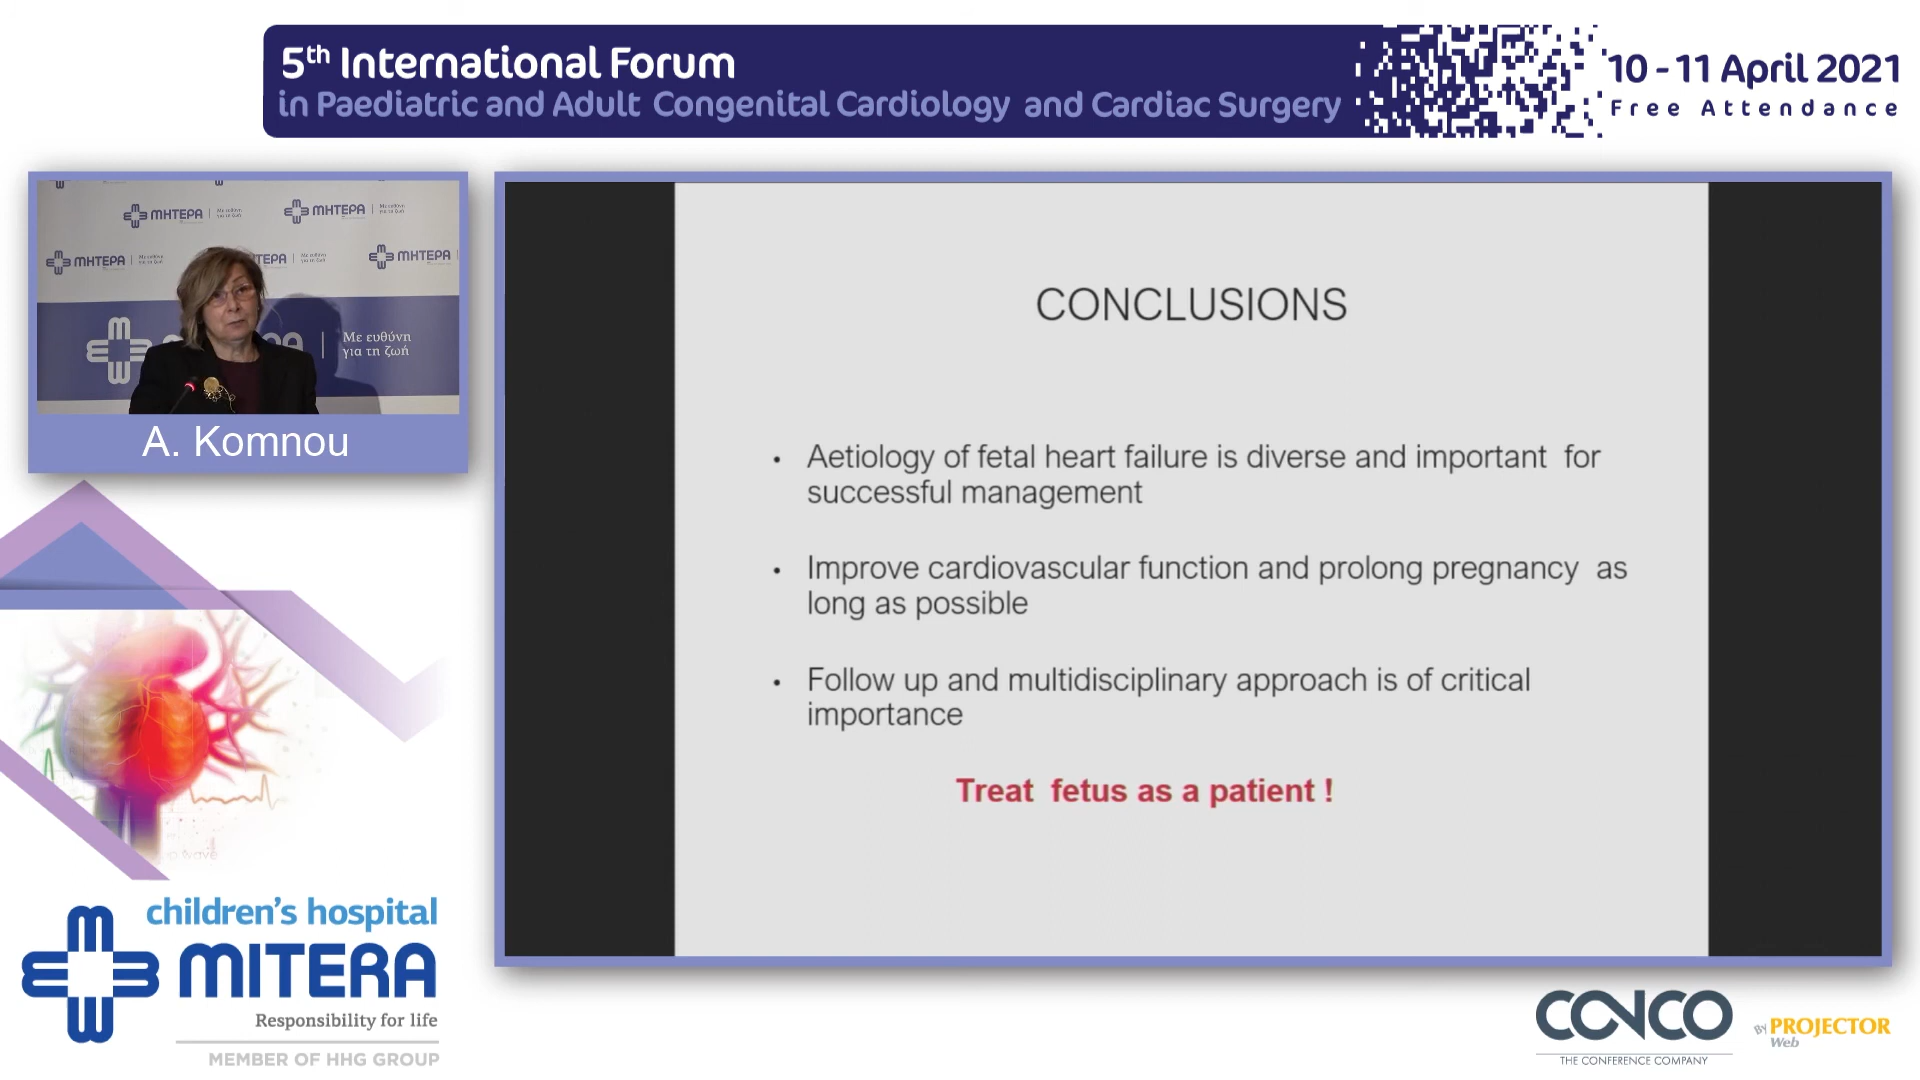 5th International Forum
in Paediatric and Adult Congenital Cardiology and Cardiac Surgery
10 - 11 April 2021
Free Attendance
ΜΗΤΕΡΑ
ΜΗΤΕΡΑ
ΜΗΤΕΡΑ
ΤΕΡΑ
ΜΗΤΕΡΑ
Με ευθύνη
για τη ζωή
A. Komnou
CONCLUSIONS
• Aetiology of fetal heart failure is diverse and important for
successful management
• Improve cardiovascular function and prolong pregnancy as
long as possible
• Follow up and multidisciplinary approach is of critical
importance
Treat fetus as a patient !
children's hospital
MITERA
Responsibility for life
MEMBER OF HHG GROUP
CONCO
THE CONFERENCE COMPANY
BY PROJECTOR
Web